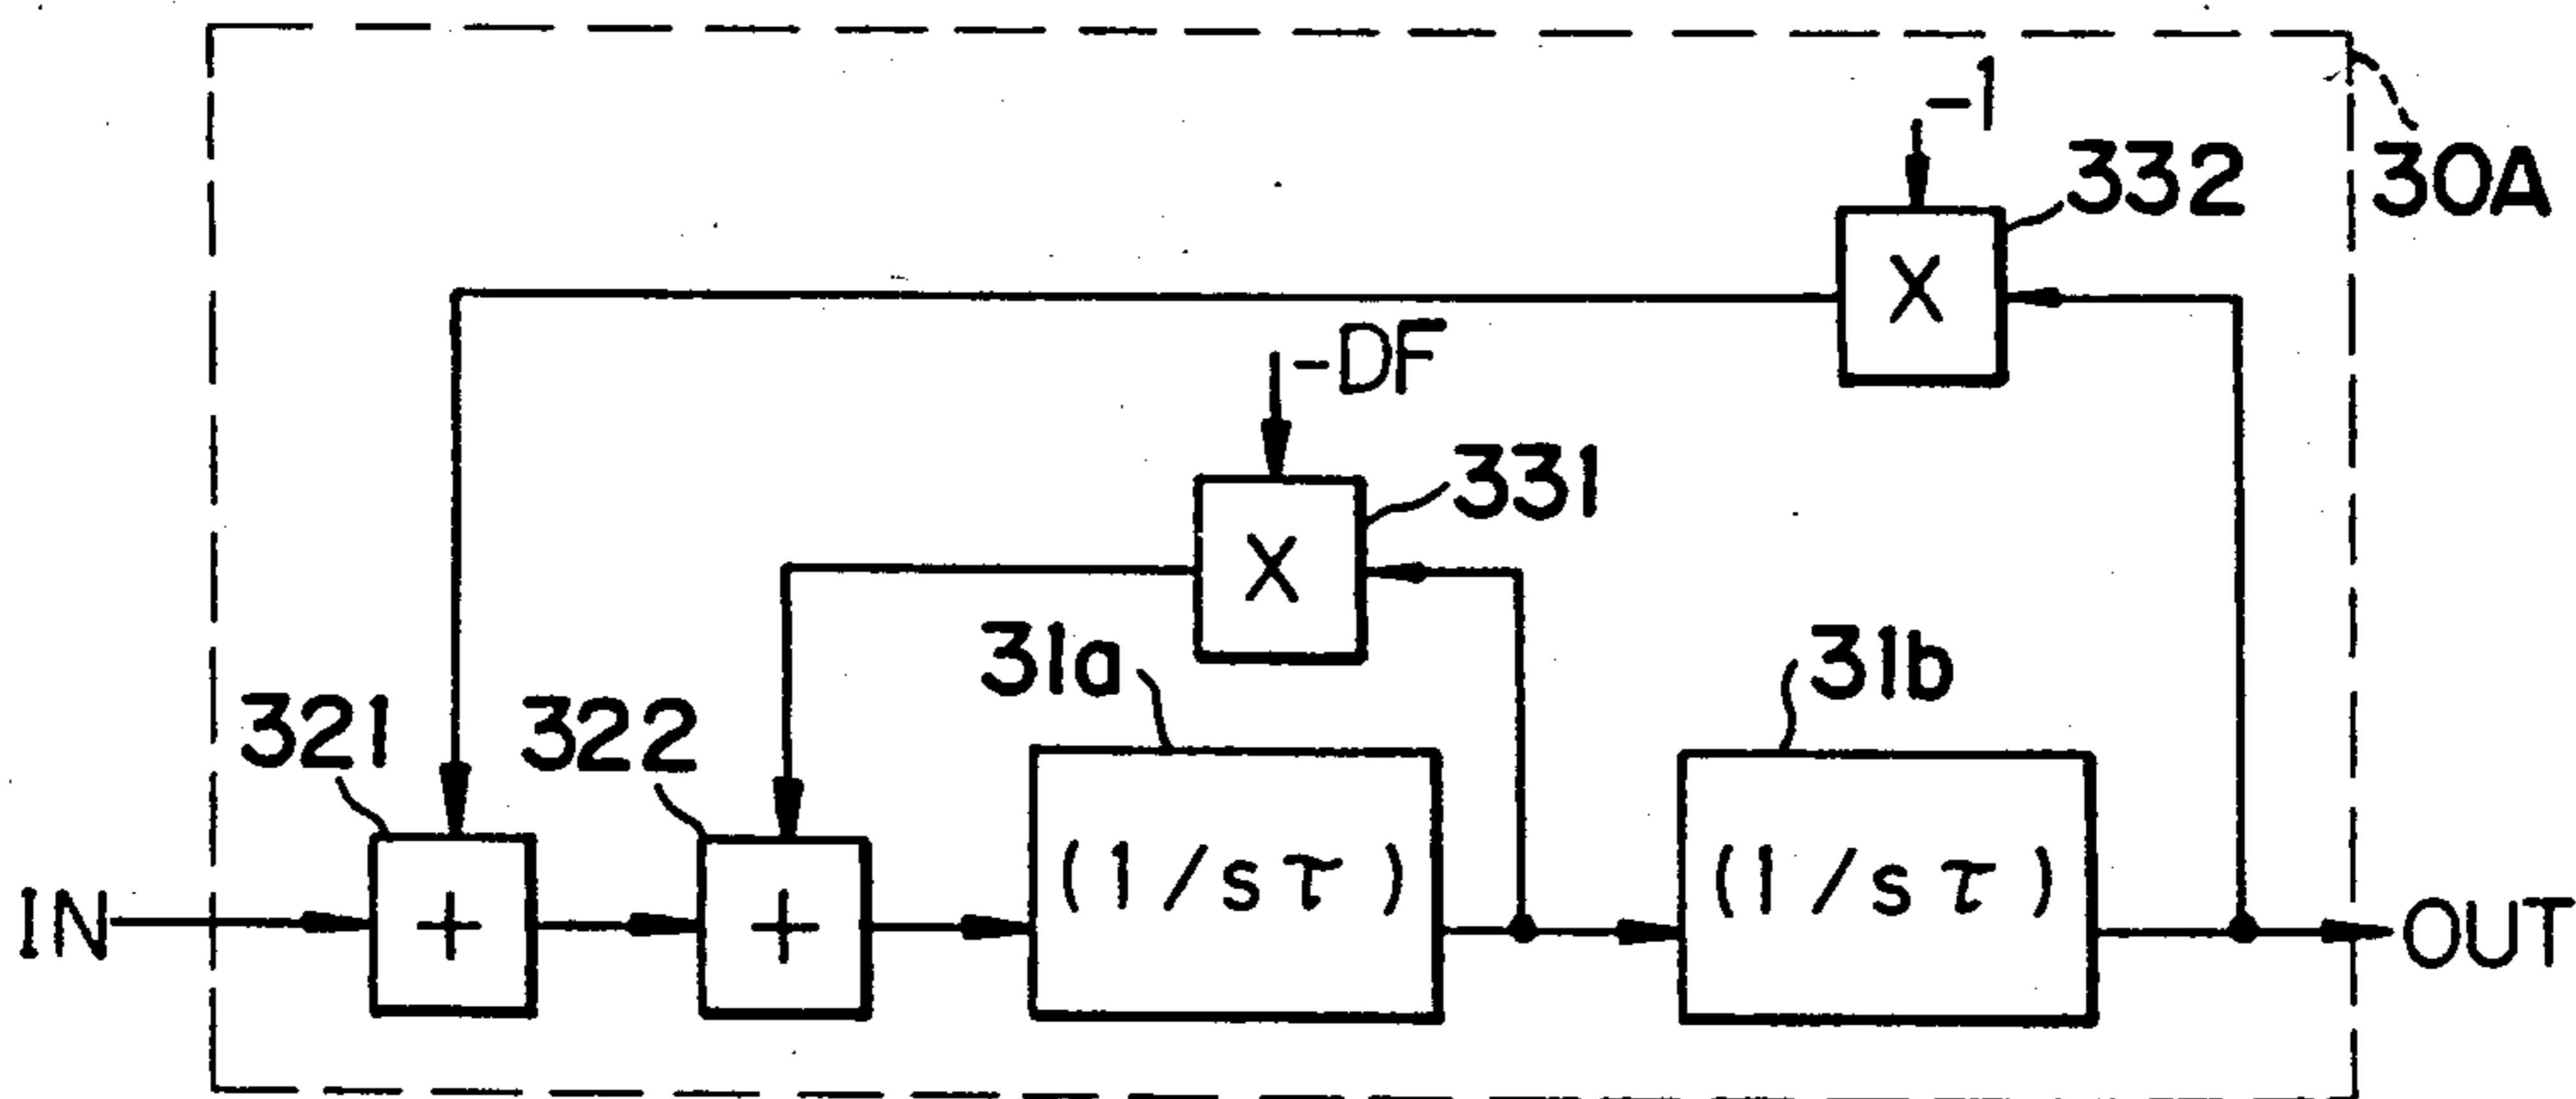 -1
332
30A
X
-DF
331
X
31a
31b
321
322
IN
+
+
(1/sτ)
(1/sτ)
OUT